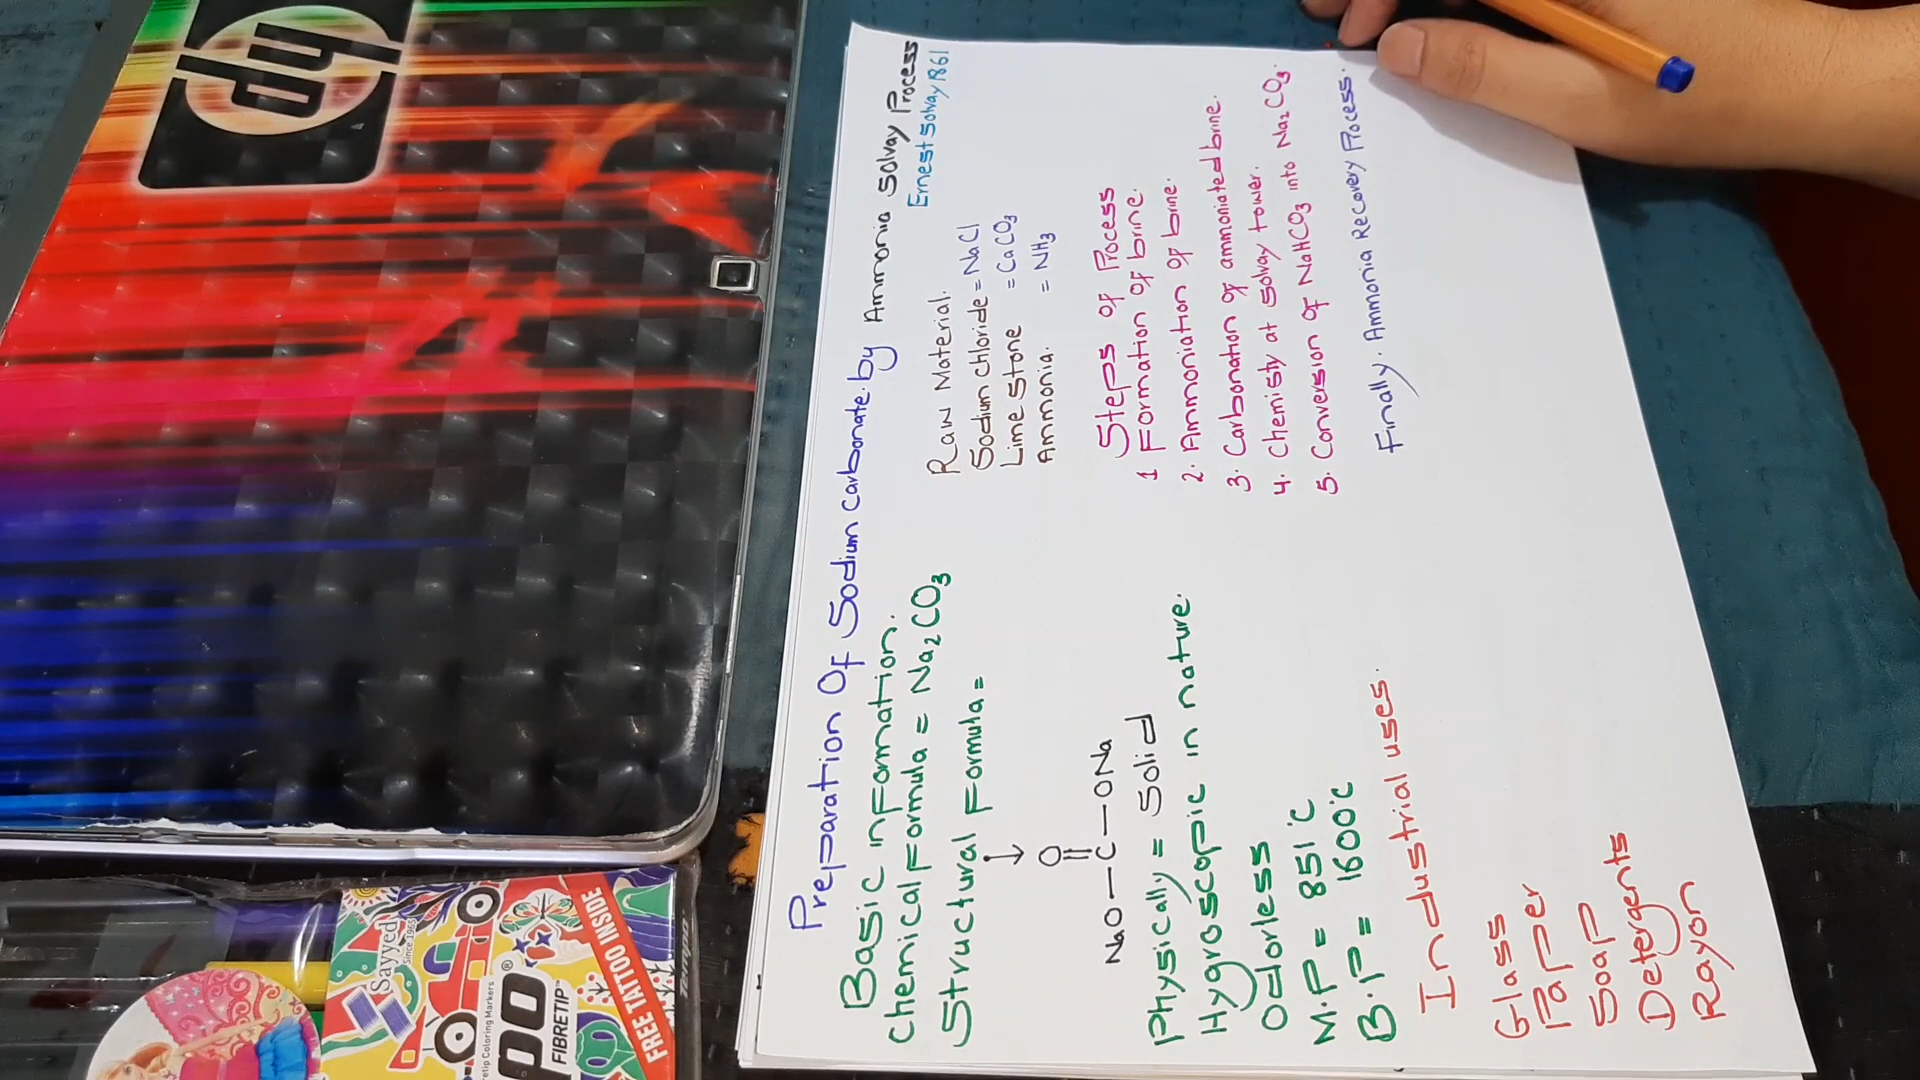 Preparation Of Sodium Carbonate by Ammonia Solvay Process
Ernest Solvay 1861
Basic information.
Chemical Formula = Na₂CO₃
Structural Formula =
↓
O
||
NaO—C—ONa
Physically = Solid
Hygroscopic in nature.
Odorless
M.P = 851°C
B.P = 1600°C
Industrial uses.
Glass
Paper
Soap
Detergents
Rayon
Raw Material.
Sodium chloride = NaCl
Lime stone = CaCO₃
Ammonia. = NH₃
Steps of Process
1 Formation of brine.
2. Ammoniation of brine.
3. Carbonation of ammoniated brine.
4. Chemisty at Solvay tower.
5. Conversion of NaHCO₃ into Na₂CO₃.
Finally. Ammonia Recovery Process.
hp
Sayyed
Since 1963
po®
FIBRETIP™
FREE TATTOO INSIDE